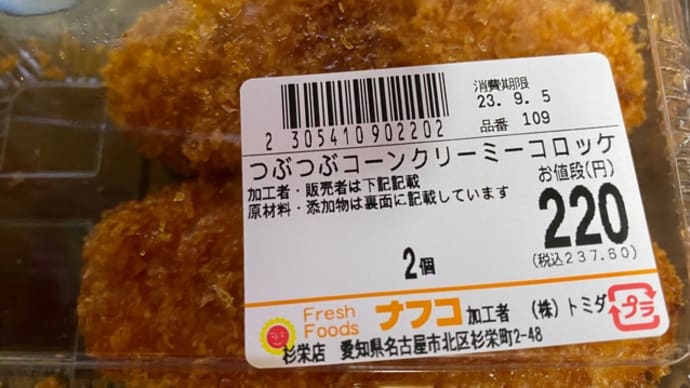 消費期限
23.9.5
2 305410 902202
品番 109
つぶつぶコーンクリーミーコロッケ
加工者・販売者は下記記載
お値段(円)
原材料・添加物は裏面に記載しています
220
2個
(税込237.60)
Fresh Foods ナフコ 加工者 (株)トミダ プラ
杉栄店 愛知県名古屋市北区杉栄町2-48